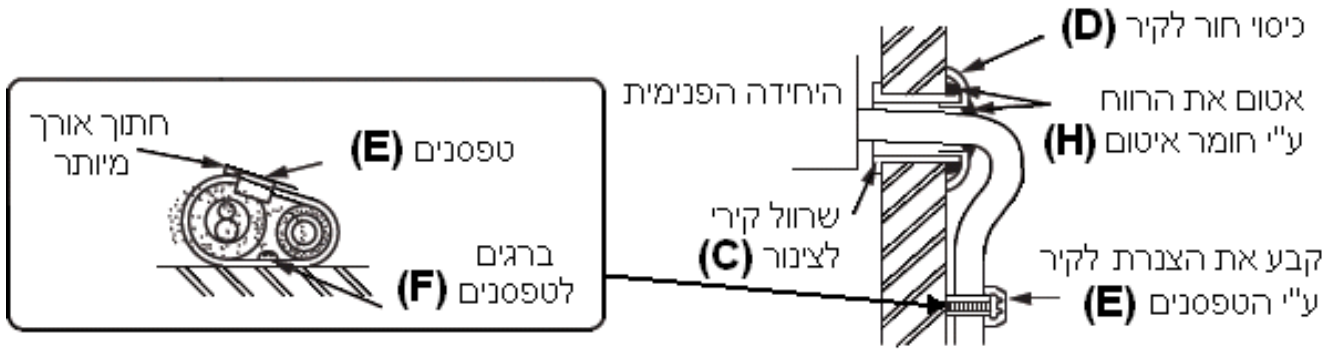 כיסוי חור לקיר (D)
אטום את הרווח
ע"י חומר איטום (H)
היחידה הפנימית
שרוול קירי
לצינור (C)
קבע את הצנרת לקיר
ע"י הטפסנים (E)
חתוך אורך
מיותר
טפסנים (E)
ברגים
לטפסנים (F)